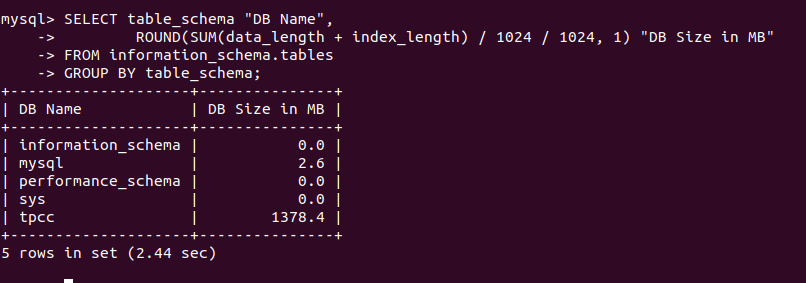 mysql> SELECT table_schema "DB Name",
    ->         ROUND(SUM(data_length + index_length) / 1024 / 1024, 1) "DB Size in MB"
    -> FROM information_schema.tables
    -> GROUP BY table_schema;
+--------------------+---------------+
| DB Name            | DB Size in MB |
+--------------------+---------------+
| information_schema |           0.0 |
| mysql              |           2.6 |
| performance_schema |           0.0 |
| sys                |           0.0 |
| tpcc               |        1378.4 |
+--------------------+---------------+
5 rows in set (2.44 sec)